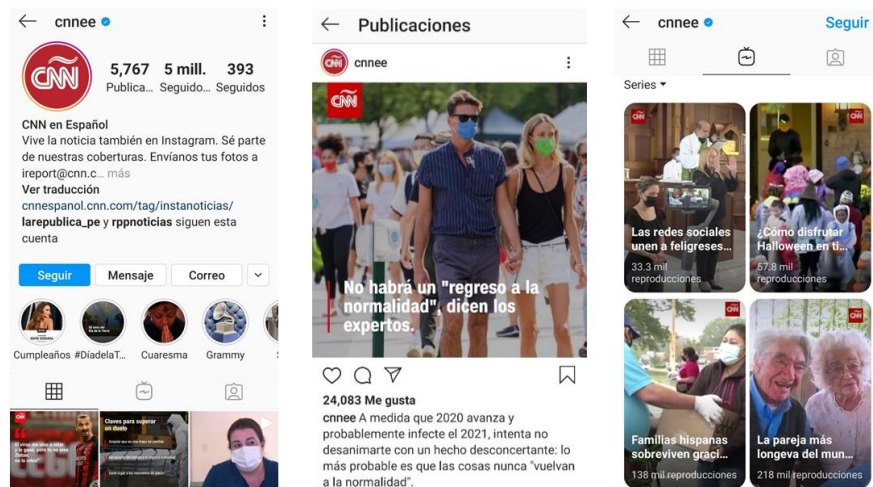 cnnee
5,767 5 mill. 393
Publica... Seguido... Seguidos
CNN
CNN en Español
Vive la noticia también en Instagram. Sé parte
de nuestras coberturas. Envíanos tus fotos a
ireport@cnn.c... más
Ver traducción
cnnespanol.cnn.com/tag/instanoticias/
larepublica_pe y rppnoticias siguen esta
cuenta
Seguir Mensaje Correo
Cumpleaños #DíadelaT... Cuaresma Grammy
CNN
Claves para superar
un duelo
Publicaciones
CNN cnnee
CNN
No habrá un "regreso a la
normalidad", dicen los
expertos.
24,083 Me gusta
cnnee A medida que 2020 avanza y
probablemente infecte el 2021, intenta no
desanimarte con un hecho desconcertante: lo
más probable es que las cosas nunca "vuelvan
a la normalidad".
cnnee Seguir
Series
CNN
Las redes sociales
unen a feligreses...
33.3 mil
reproducciones
CNN
¿Cómo disfrutar
Halloween en ti...
57.8 mil
reproducciones
CNN
Familias hispanas
sobreviven graci...
138 mil reproducciones
CNN
La pareja más
longeva del mun...
218 mil reproducciones